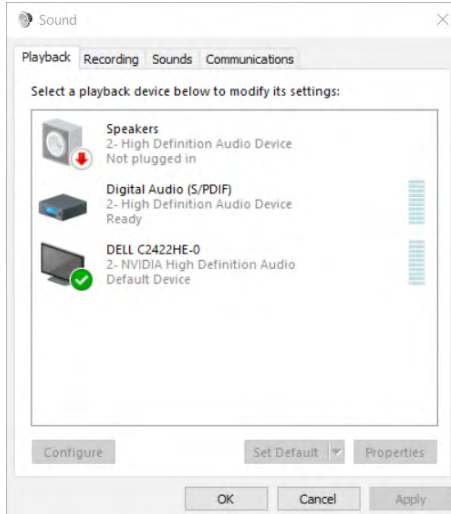 Sound
Playback Recording Sounds Communications
Select a playback device below to modify its settings:
Speakers
2- High Definition Audio Device
Not plugged in
Digital Audio (S/PDIF)
2- High Definition Audio Device
Ready
DELL C2422HE-0
2- NVIDIA High Definition Audio
Default Device
Configure Set Default Properties
OK Cancel Apply